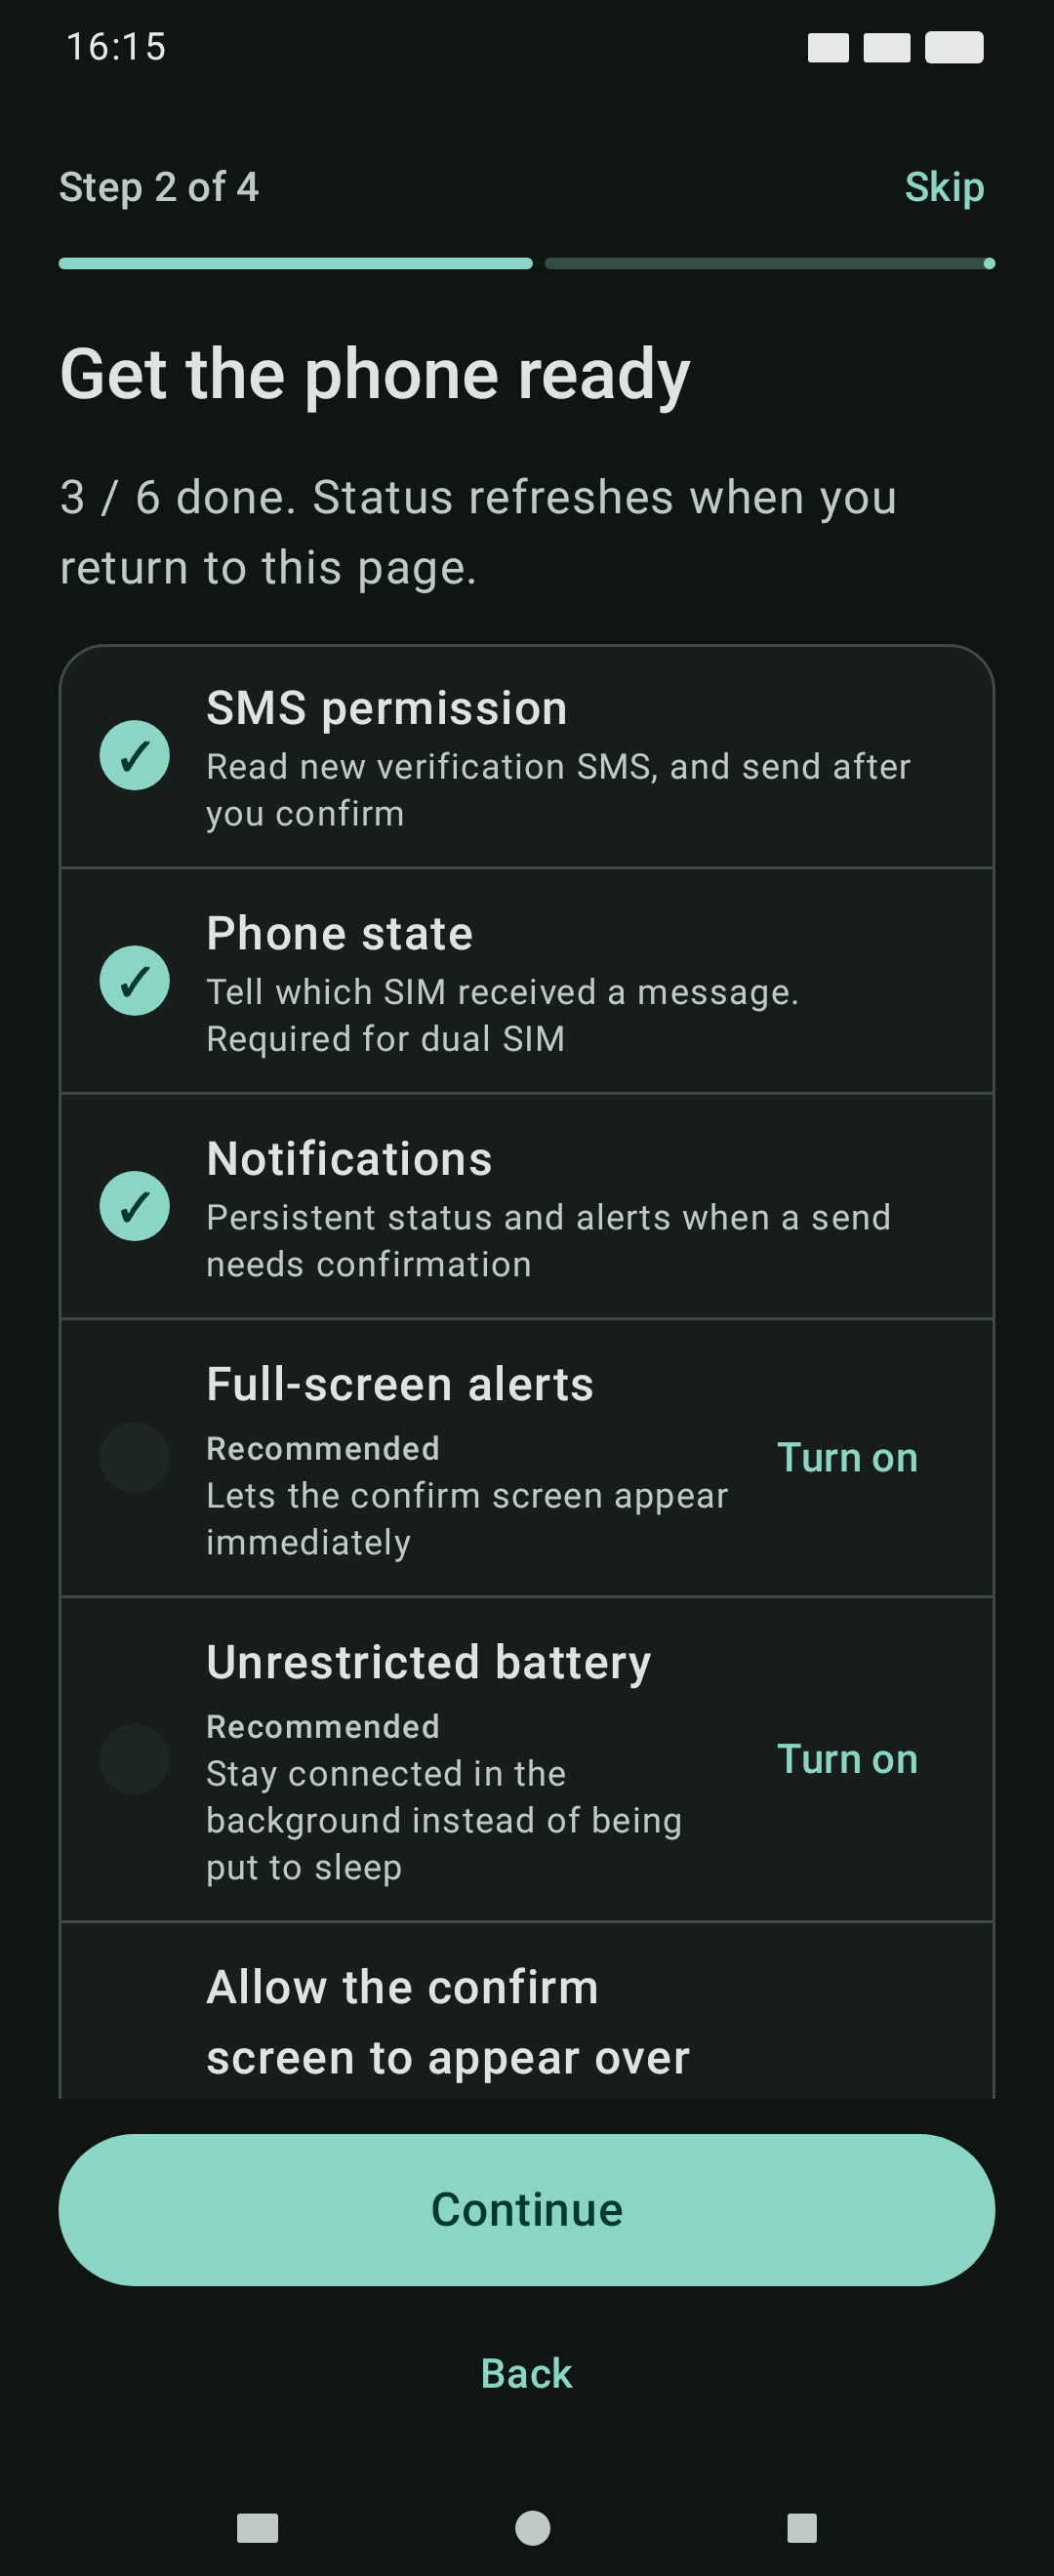 16:15
Step 2 of 4
Skip
Get the phone ready
3 / 6 done. Status refreshes when you
return to this page.
SMS permission
Read new verification SMS, and send after
you confirm
Phone state
Tell which SIM received a message.
Required for dual SIM
Notifications
Persistent status and alerts when a send
needs confirmation
Full-screen alerts
Recommended
Lets the confirm screen appear
immediately
Turn on
Unrestricted battery
Recommended
Stay connected in the
background instead of being
put to sleep
Turn on
Allow the confirm
screen to appear over
Continue
Back